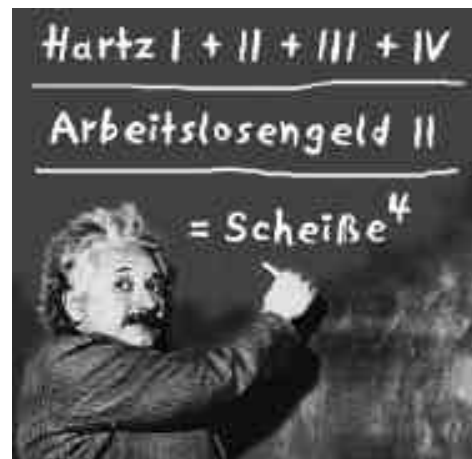 Hartz I + II + III + IV
Arbeitslosengeld II
= Scheiße⁴